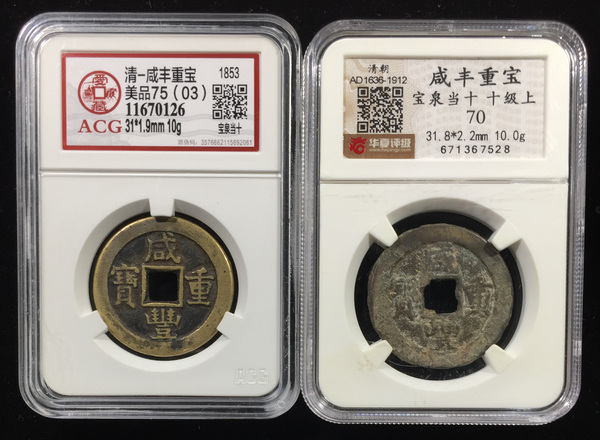 清-咸丰重宝
1853
美品75(03)
11670126
ACG
31*1.9mm 10g
宝泉当十
咸
豐
重
寶
ACG
清朝
AD1636-1912
咸丰重宝
宝泉当十 十级上
70
华夏评级
31.8*2.2mm 10.0g
671367528